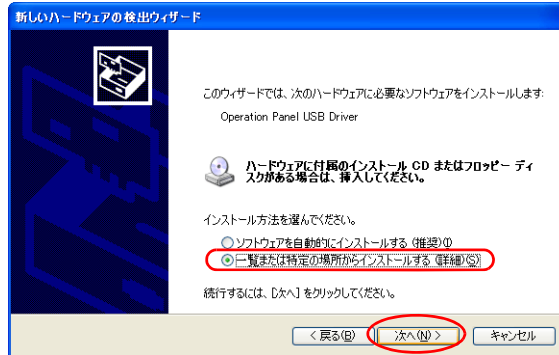 新しいハードウェアの検出ウィザード
このウィザードでは、次のハードウェアに必要なソフトウェアをインストールします:
Operation Panel USB Driver
ハードウェアに付属のインストール CD またはフロッピー ディ
スクがある場合は、挿入してください。
インストール方法を選んでください。
ソフトウェアを自動的にインストールする (推奨)(I)
一覧または特定の場所からインストールする (詳細)(S)
続行するには、[次へ] をクリックしてください。
< 戻る(B) 次へ(N) > キャンセル